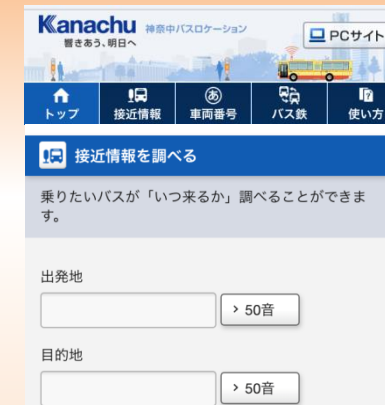 Kanachu 神奈中バスロケーション
響きあう、明日へ
PCサイト
トップ
接近情報
あ
車両番号
バス鉄
?
使い方
接近情報を調べる
乗りたいバスが「いつ来るか」調べることができま
す。
出発地
› 50音
目的地
› 50音